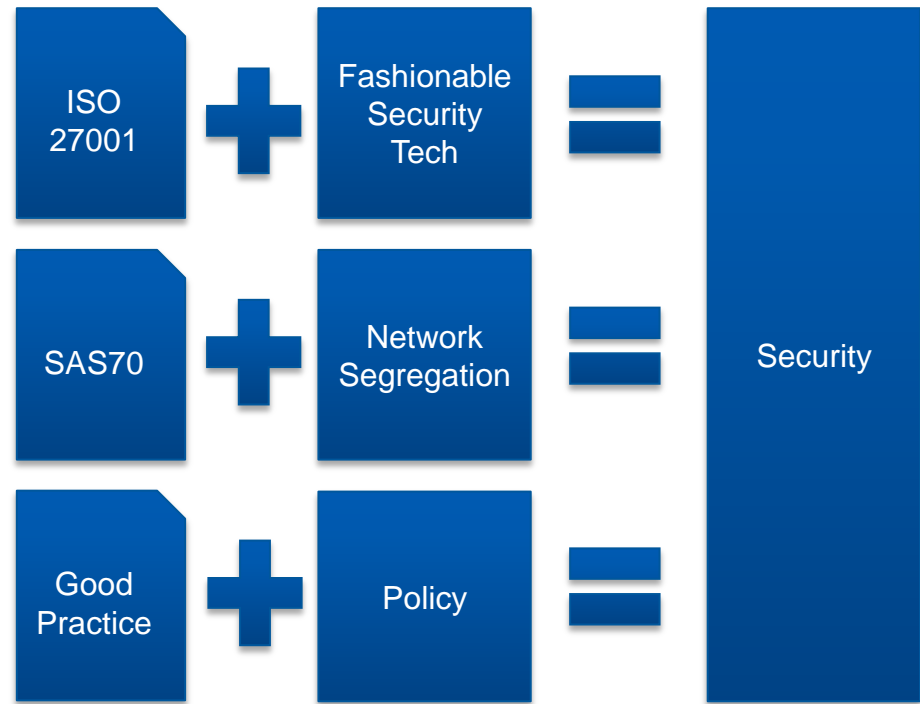 ISO
27001
Fashionable
Security
Tech
SAS70
Network
Segregation
Security
Good
Practice
Policy